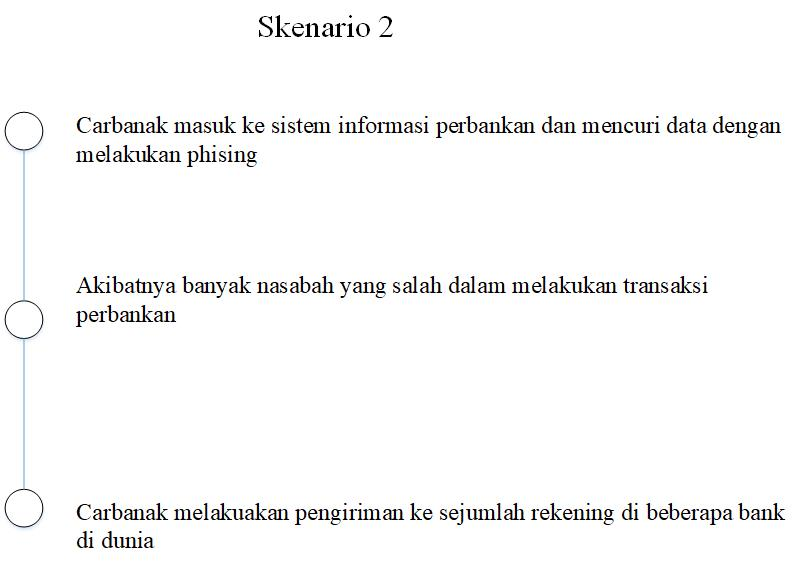 Skenario 2
Carbanak masuk ke sistem informasi perbankan dan mencuri data dengan
melakukan phising
Akibatnya banyak nasabah yang salah dalam melakukan transaksi
perbankan
Carbanak melakuakan pengiriman ke sejumlah rekening di beberapa bank
di dunia